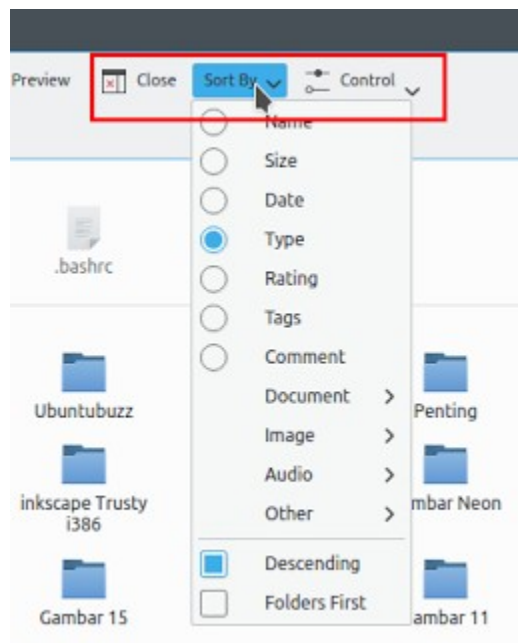 Preview Close Sort By Control
Name
Size
Date
Type
.bashrc
Rating
Tags
Comment
Document
Ubuntubuzz
Penting
Image
Audio
inkscape Trusty
i386
mbar Neon
Other
Descending
Folders First
Gambar 15
ambar 11